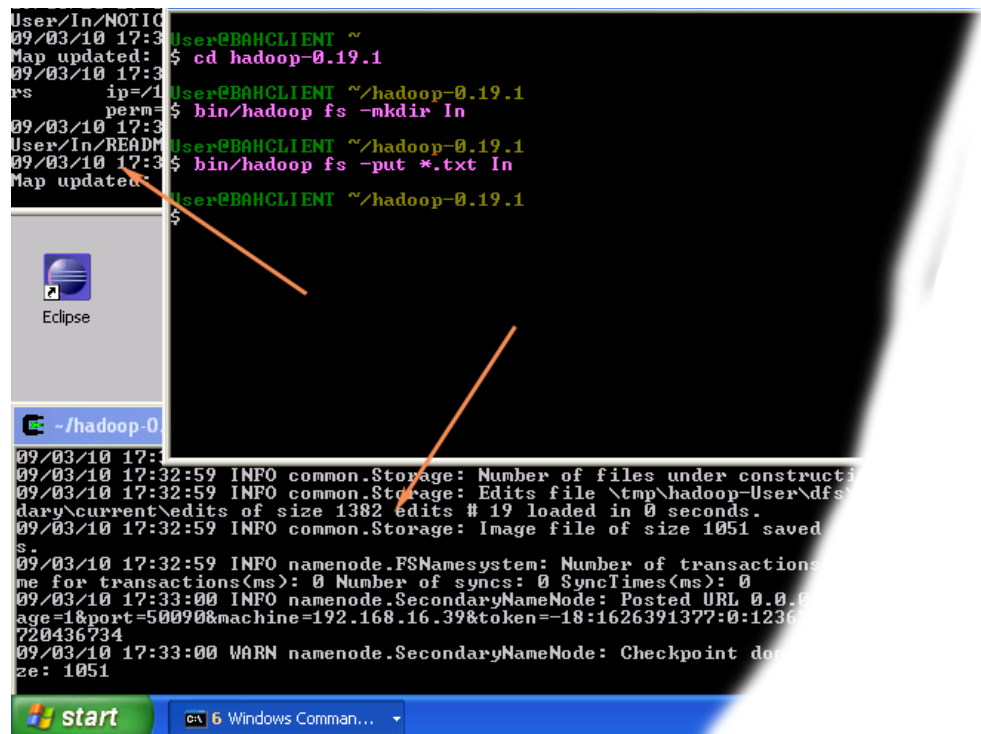 User/In/NOTIC
09/03/10 17:3
Map updated:
09/03/10 17:3
rs ip=/1
perm=
09/03/10 17:3
User/In/READM
09/03/10 17:3
Map updated:
User@BAHCLIENT ~
$ cd hadoop-0.19.1
User@BAHCLIENT ~/hadoop-0.19.1
$ bin/hadoop fs -mkdir In
User@BAHCLIENT ~/hadoop-0.19.1
$ bin/hadoop fs -put *.txt In
User@BAHCLIENT ~/hadoop-0.19.1
$
Eclipse
~/hadoop-0.
09/03/10 17:3
09/03/10 17:32:59 INFO common.Storage: Number of files under constructi
09/03/10 17:32:59 INFO common.Storage: Edits file \tmp\hadoop-User\dfs\
dary\current\edits of size 1382 edits # 19 loaded in 0 seconds.
09/03/10 17:32:59 INFO common.Storage: Image file of size 1051 saved
s.
09/03/10 17:32:59 INFO namenode.FSNamesystem: Number of transactions
me for transactions(ms): 0 Number of syncs: 0 SyncTimes(ms): 0
09/03/10 17:33:00 INFO namenode.SecondaryNameNode: Posted URL 0.0.0
age=1&port=50090&machine=192.168.16.39&token=-18:1626391377:0:1236
720436734
09/03/10 17:33:00 WARN namenode.SecondaryNameNode: Checkpoint don
ze: 1051
start
6 Windows Comman...